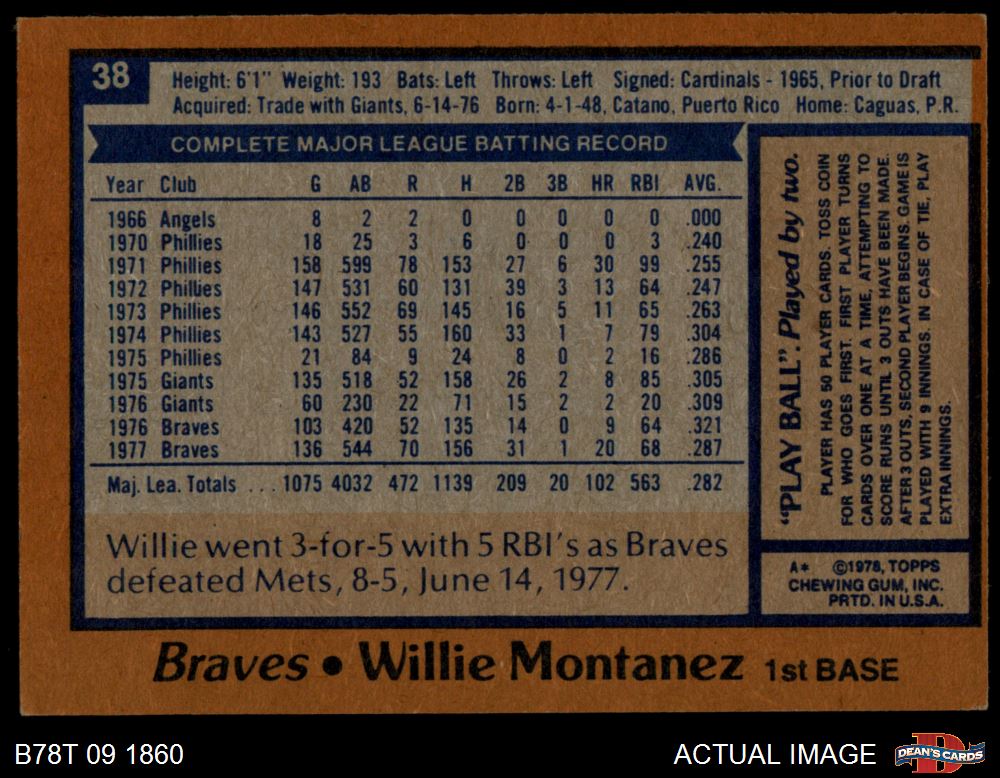 38
Height: 6'1" Weight: 193 Bats: Left Throws: Left Signed: Cardinals - 1965, Prior to Draft
Acquired: Trade with Giants, 6-14-76 Born: 4-1-48, Catano, Puerto Rico Home: Caguas, P.R.
COMPLETE MAJOR LEAGUE BATTING RECORD
Year Club G AB R H 2B 3B HR RBI AVG.
1966 Angels 8 2 2 0 0 0 0 0 .000
1970 Phillies 18 25 3 6 0 0 0 3 .240
1971 Phillies 158 599 78 153 27 6 30 99 .255
1972 Phillies 147 531 60 131 39 3 13 64 .247
1973 Phillies 146 552 69 145 16 5 11 65 .263
1974 Phillies 143 527 55 160 33 1 7 79 .304
1975 Phillies 21 84 9 24 8 0 2 16 .286
1975 Giants 135 518 52 158 26 2 8 85 .305
1976 Giants 60 230 22 71 15 2 2 20 .309
1976 Braves 103 420 52 135 14 0 9 64 .321
1977 Braves 136 544 70 156 31 1 20 68 .287
Maj. Lea. Totals ... 1075 4032 472 1139 209 20 102 563 .282
Willie went 3-for-5 with 5 RBI's as Braves
defeated Mets, 8-5, June 14, 1977.
"PLAY BALL". Played by two.
PLAYER HAS 50 PLAYER CARDS. TOSS COIN
FOR WHO GOES FIRST. FIRST PLAYER TURNS
CARDS OVER ONE AT A TIME, ATTEMPTING TO
SCORE RUNS UNTIL 3 OUTS HAVE BEEN MADE.
AFTER 3 OUTS, SECOND PLAYER BEGINS. GAME IS
PLAYED WITH 9 INNINGS. IN CASE OF TIE, PLAY
EXTRA INNINGS.
A* ©1978, TOPPS
CHEWING GUM, INC.
PRTD. IN U.S.A.
Braves • Willie Montanez 1st BASE
B78T 09 1860
ACTUAL IMAGE
DEAN'S CARDS